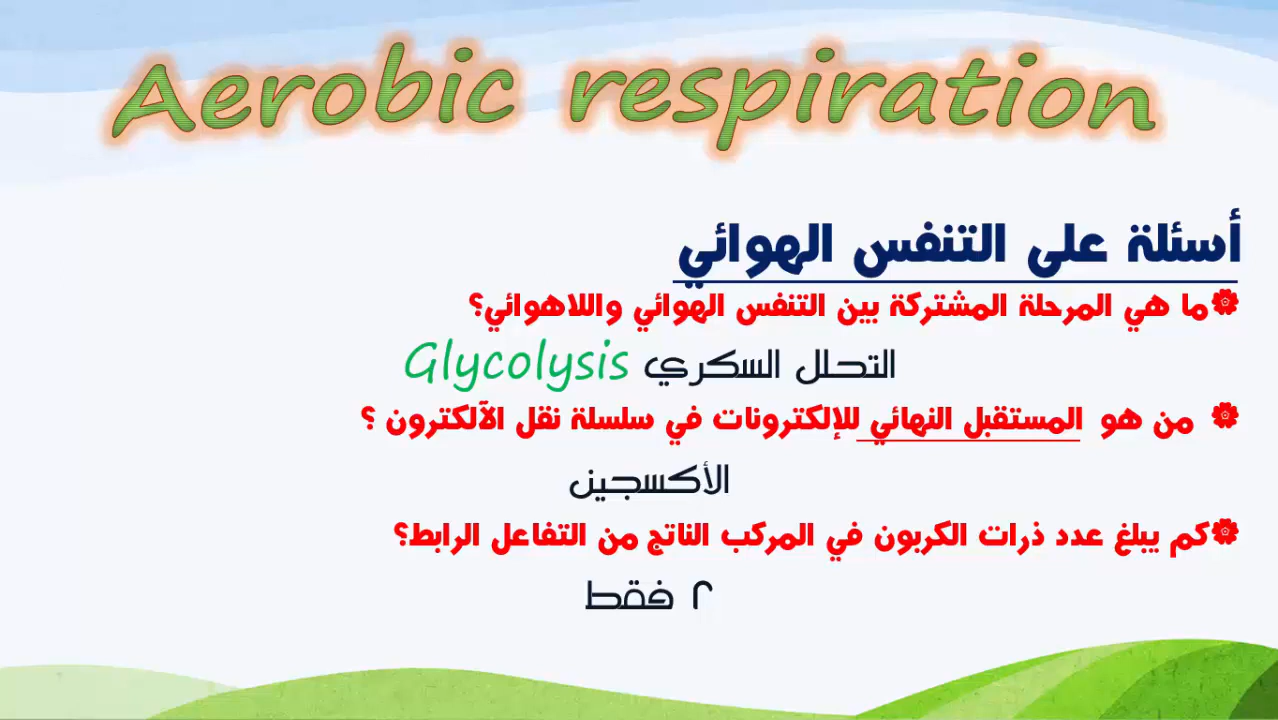 Aerobic respiration
أسئلة على التنفس الهوائي
ما هي المرحلة المشتركة بين التنفس الهوائي واللاهوائي؟
التحلل السكري Glycolysis
من هو المستقبل النهائي للإلكترونات في سلسلة نقل الآلكترون ؟
الأكسجين
كم يبلغ عدد ذرات الكربون في المركب الناتج من التفاعل الرابط؟
٢ فقط